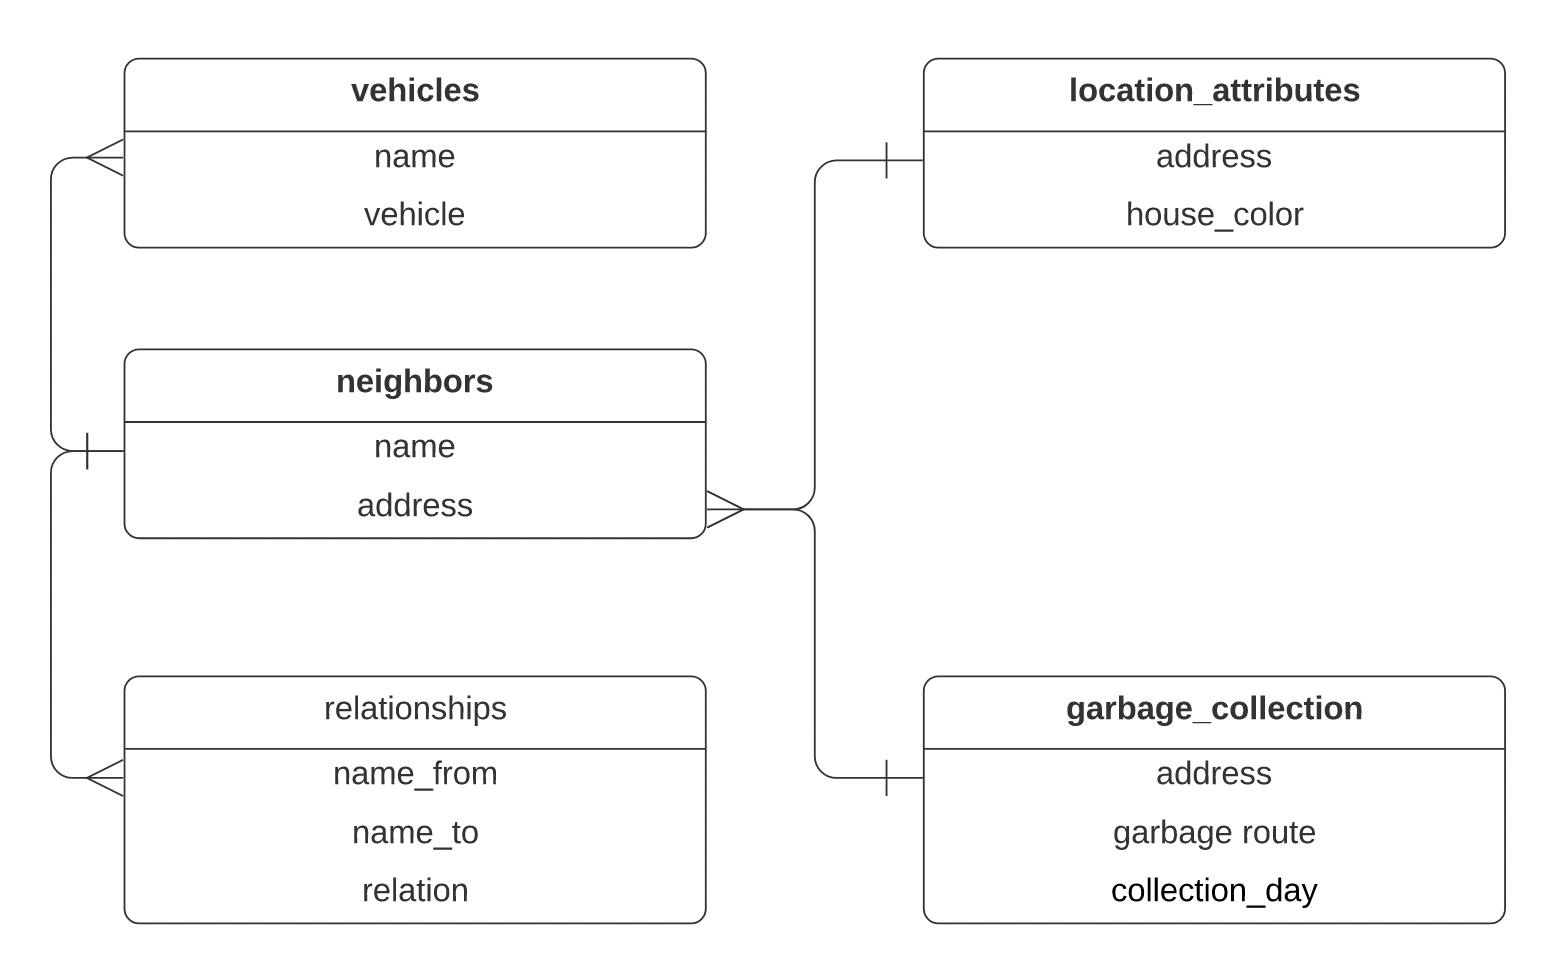 vehicles
name
vehicle
neighbors
name
address
relationships
name_from
name_to
relation
location_attributes
address
house_color
garbage_collection
address
garbage route
collection_day